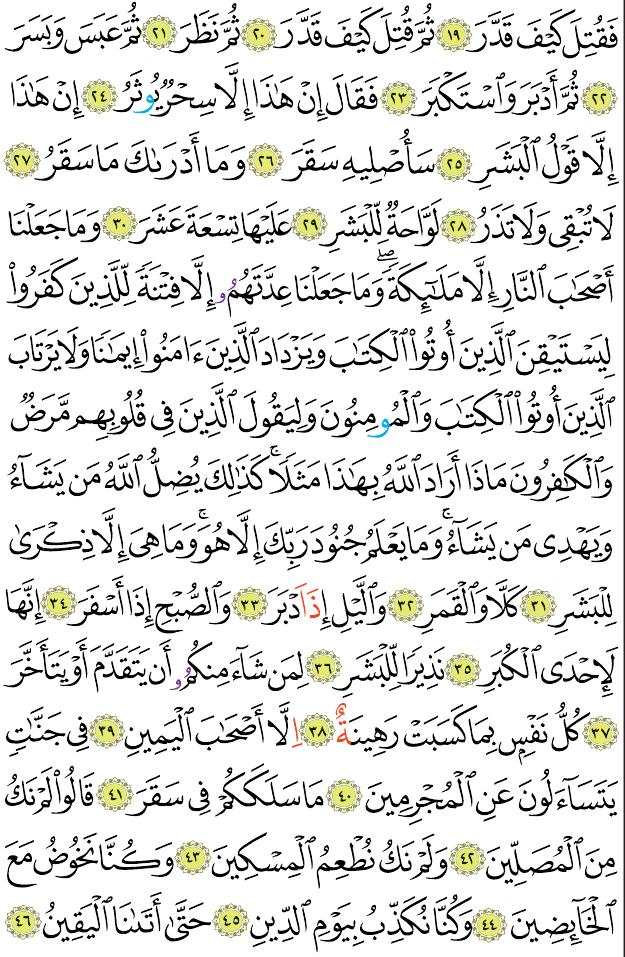 فَقُتِلَ كَيْفَ قَدَّرَ ١٩ ثُمَّ قُتِلَ كَيْفَ قَدَّرَ ٢٠ ثُمَّ نَظَرَ ٢١ ثُمَّ عَبَسَ وَبَسَرَ
٢٢ ثُمَّ أَدْبَرَ وَٱسْتَكْبَرَ ٢٣ فَقَالَ إِنْ هَٰذَا إِلَّا سِحْرٌ يُوثَرُ ٢٤ إِنْ هَٰذَا
إِلَّا قَوْلُ ٱلْبَشَرِ ٢٥ سَأُصْلِيهِ سَقَرَ ٢٦ وَمَا أَدْرَىٰكَ مَا سَقَرُ ٢٧
لَا تُبْقِى وَلَا تَذَرُ ٢٨ لَوَّاحَةٌ لِّلْبَشَرِ ٢٩ عَلَيْهَا تِسْعَةَ عَشَرَ ٣٠ وَمَا جَعَلْنَا
أَصْحَٰبَ ٱلنَّارِ إِلَّا مَلَٰٓئِكَةً ۖ وَمَا جَعَلْنَا عِدَّتَهُمُو إِلَّا فِتْنَةً لِّلَّذِينَ كَفَرُوا۟
لِيَسْتَيْقِنَ ٱلَّذِينَ أُوتُوا۟ ٱلْكِتَٰبَ وَيَزْدَادَ ٱلَّذِينَ ءَامَنُوا۟ إِيمَٰنًا وَلَا يَرْتَابَ
ٱلَّذِينَ أُوتُوا۟ ٱلْكِتَٰبَ وَٱلْمُومِنُونَ وَلِيَقُولَ ٱلَّذِينَ فِى قُلُوبِهِم مَّرَضٌ
وَٱلْكَٰفِرُونَ مَاذَا أَرَادَ ٱللَّهُ بِهَٰذَا مَثَلًا ۚ كَذَٰلِكَ يُضِلُّ ٱللَّهُ مَن يَشَآءُ
وَيَهْدِى مَن يَشَآءُ ۚ وَمَا يَعْلَمُ جُنُودَ رَبِّكَ إِلَّا هُوَ ۚ وَمَا هِىَ إِلَّا ذِكْرَىٰ
لِلْبَشَرِ ٣١ كَلَّا وَٱلْقَمَرِ ٣٢ وَٱلَّيْلِ إِذَا دَبَرَ ٣٣ وَٱلصُّبْحِ إِذَا أَسْفَرَ ٣٤ إِنَّهَا
لَإِحْدَى ٱلْكُبَرِ ٣٥ نَذِيرًا لِّلْبَشَرِ ٣٦ لِمَن شَآءَ مِنكُمُو أَن يَتَقَدَّمَ أَوْ يَتَأَخَّرَ
٣٧ كُلُّ نَفْسٍۭ بِمَا كَسَبَتْ رَهِينَةٌ ٣٨ إِلَّا أَصْحَٰبَ ٱلْيَمِينِ ٣٩ فِى جَنَّٰتٍ
يَتَسَآءَلُونَ عَنِ ٱلْمُجْرِمِينَ ٤٠ مَا سَلَكَكُمْ فِى سَقَرَ ٤١ قَالُوا۟ لَمْ نَكُ
مِنَ ٱلْمُصَلِّينَ ٤٢ وَلَمْ نَكُ نُطْعِمُ ٱلْمِسْكِينَ ٤٣ وَكُنَّا نَخُوضُ مَعَ
ٱلْخَآئِضِينَ ٤٤ وَكُنَّا نُكَذِّبُ بِيَوْمِ ٱلدِّينِ ٤٥ حَتَّىٰ أَتَىٰنَا ٱلْيَقِينُ ٤٦